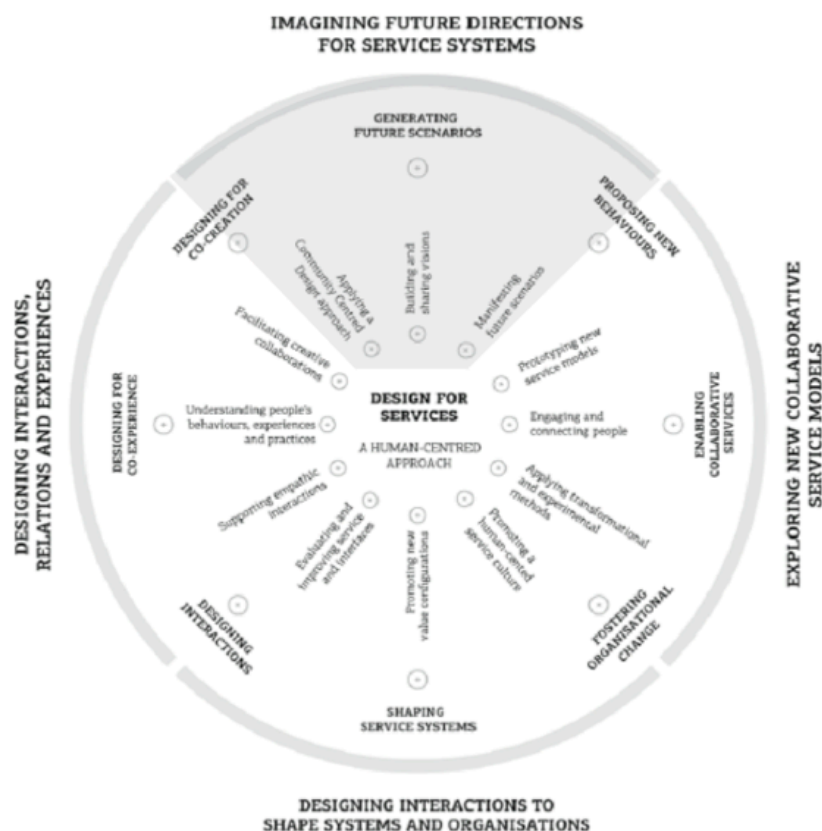 IMAGINING FUTURE DIRECTIONS
FOR SERVICE SYSTEMS
GENERATING
FUTURE SCENARIOS
DESIGNING FOR
CO-CREATION
PROPOSING NEW
BEHAVIOURS
Applying a
Community Centred
Design approach
Building and
sharing visions
Manifesting
future scenarios
Facilitating creative
collaborations
Prototyping new
service models
DESIGNING INTERACTIONS,
RELATIONS AND EXPERIENCES
DESIGNING FOR
CO-EXPERIENCE
Understanding people's
behaviours, experiences
and practices
DESIGN FOR
SERVICES
A HUMAN-CENTRED
APPROACH
Engaging and
connecting people
ENABLING
COLLABORATIVE
SERVICES
EXPLORING NEW COLLABORATIVE
SERVICE MODELS
Supporting empathic
interactions
Evaluating and
improving service
and interfaces
Promoting new
value configurations
Promoting a
human-cented
service culture
Applying transformational
and experimental
methods
DESIGNING
INTERACTIONS
FOSTERING
ORGANISATIONAL
CHANGE
SHAPING
SERVICE SYSTEMS
DESIGNING INTERACTIONS TO
SHAPE SYSTEMS AND ORGANISATIONS